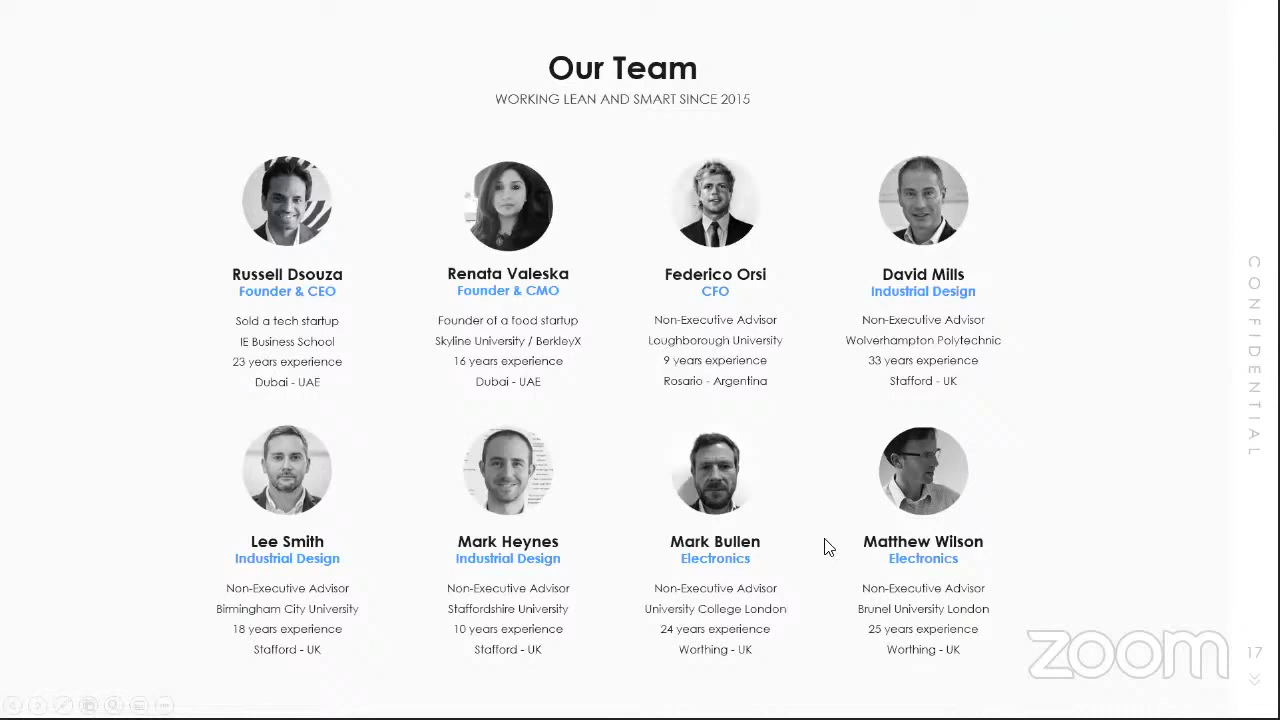 Our Team
WORKING LEAN AND SMART SINCE 2015
Russell Dsouza
Founder & CEO
Sold a tech startup
IE Business School
23 years experience
Dubai - UAE
Renata Valeska
Founder & CMO
Founder of a food startup
Skyline University / BerkleyX
16 years experience
Dubai - UAE
Federico Orsi
CFO
Non-Executive Advisor
Loughborough University
9 years experience
Rosario - Argentina
David Mills
Industrial Design
Non-Executive Advisor
Wolverhampton Polytechnic
33 years experience
Stafford - UK
Lee Smith
Industrial Design
Non-Executive Advisor
Birmingham City University
18 years experience
Stafford - UK
Mark Heynes
Industrial Design
Non-Executive Advisor
Staffordshire University
10 years experience
Stafford - UK
Mark Bullen
Electronics
Non-Executive Advisor
University College London
24 years experience
Worthing - UK
Matthew Wilson
Electronics
Non-Executive Advisor
Brunel University London
25 years experience
Worthing - UK
CONFIDENTIAL
17
zoom